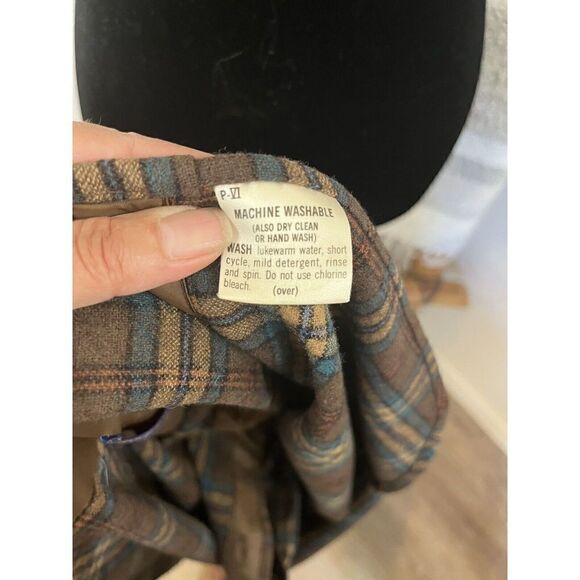 P-VI
MACHINE WASHABLE
(ALSO DRY CLEAN
OR HAND WASH)
WASH lukewarm water, short
cycle, mild detergent, rinse
and spin. Do not use chlorine
bleach. (over)